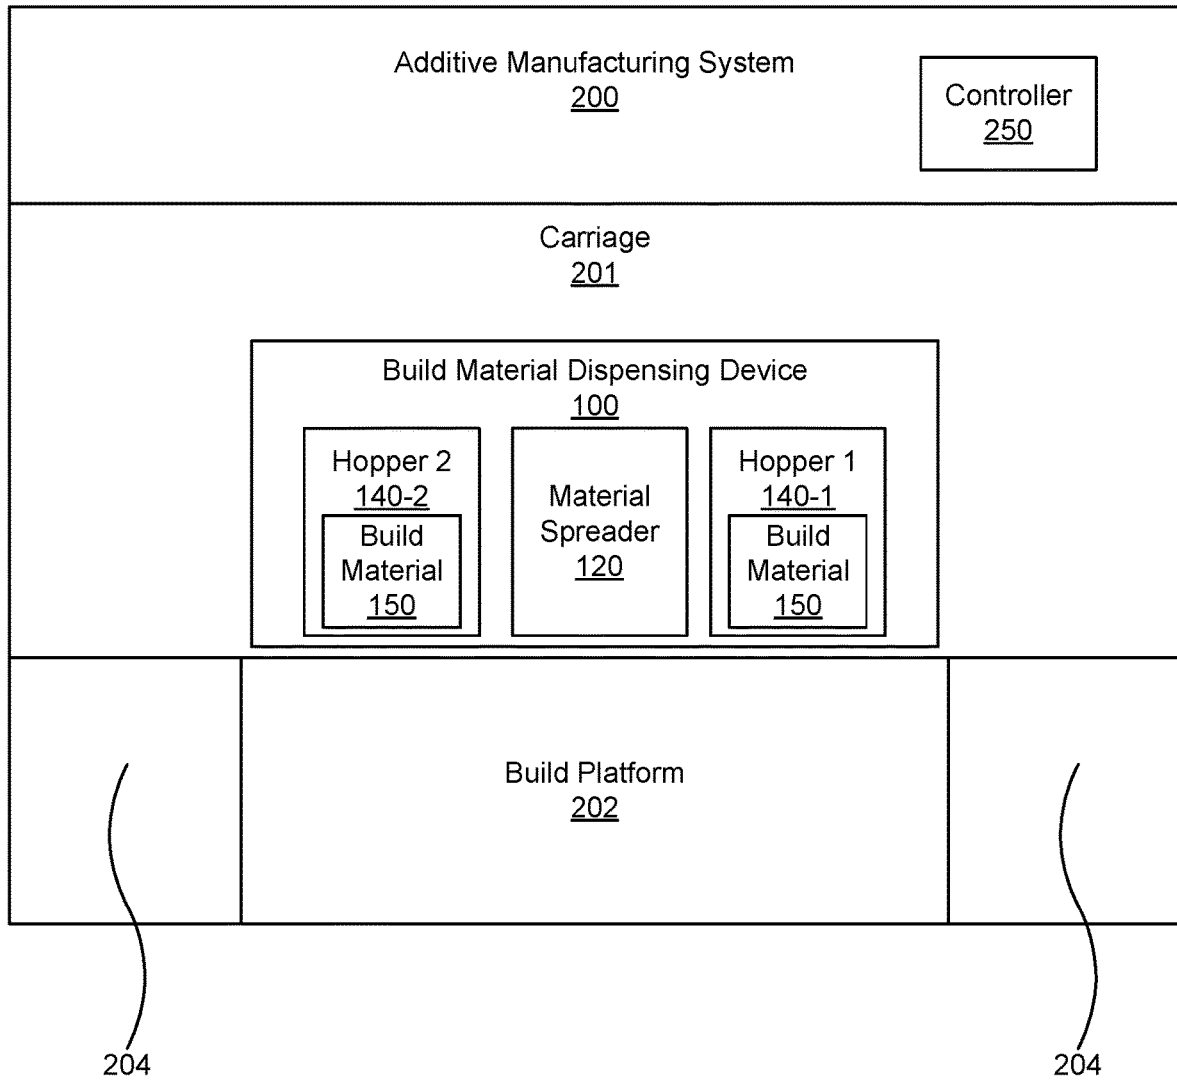 Additive Manufacturing System
200
Controller
250
Carriage
201
Build Material Dispensing Device
100
Hopper 2
140-2
Build
Material
150
Material
Spreader
120
Hopper 1
140-1
Build
Material
150
Build Platform
202
204
204